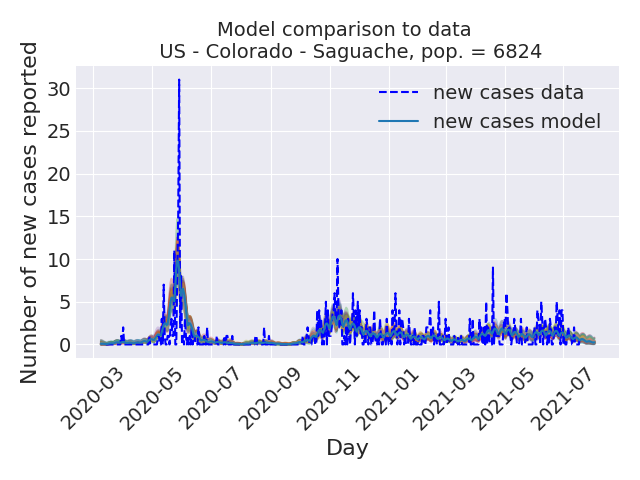 Model comparison to data
US - Colorado - Saguache, pop. = 6824
Number of new cases reported
30
25
20
15
10
5
0
new cases data
new cases model
2020-03
2020-05
2020-07
2020-09
2020-11
2021-01
2021-03
2021-05
2021-07
Day